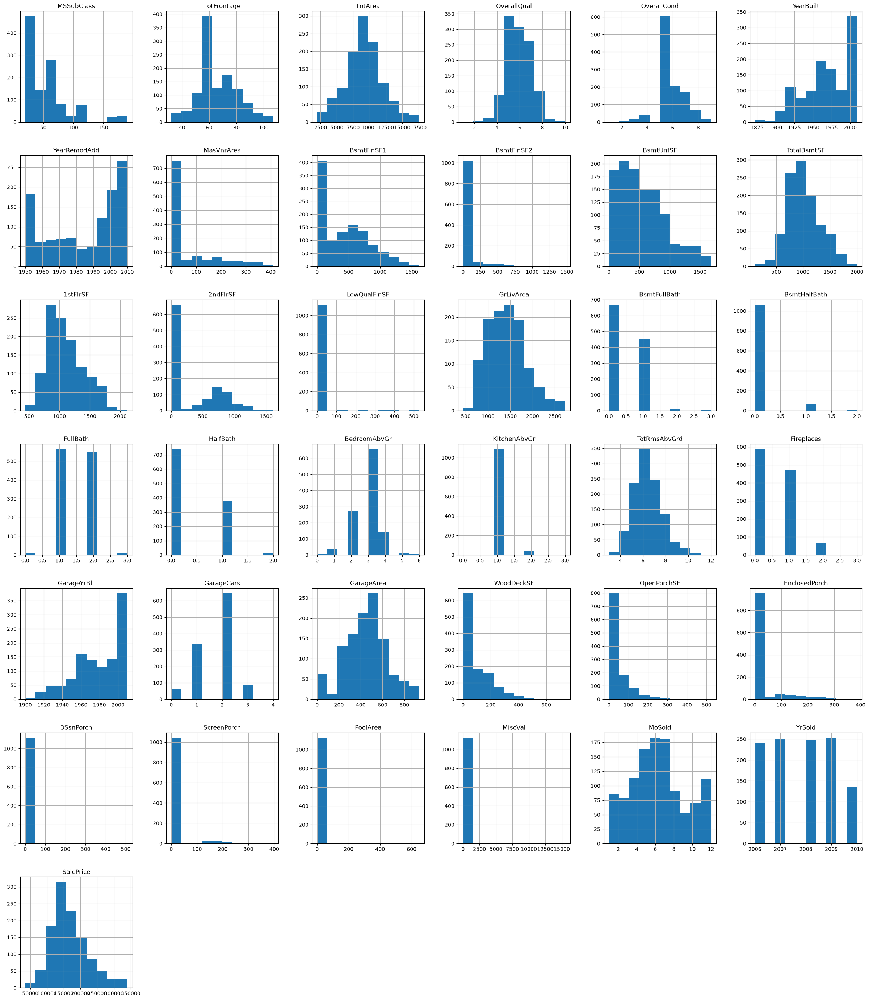 MSSubClass LotFrontage LotArea OverallQual OverallCond YearBuilt
400 300 200 100 0
50 100 150
400 350 300 250 200 150 100 50 0
40 60 80 100
300 250 200 150 100 50 0
2500 5000 7500 10000 12500 15000 17500
350 300 250 200 150 100 50 0
2 4 6 8 10
600 500 400 300 200 100 0
2 4 6 8
350 300 250 200 150 100 50 0
1875 1900 1925 1950 1975 2000
YearRemodAdd MasVnrArea BsmtFinSF1 BsmtFinSF2 BsmtUnfSF TotalBsmtSF
250 200 150 100 50 0
1950 1960 1970 1980 1990 2000 2010
700 600 500 400 300 200 100 0
0 100 200 300 400
400 350 300 250 200 150 100 50 0
0 500 1000 1500
1000 800 600 400 200 0
0 250 500 750 1000 1250 1500
200 175 150 125 100 75 50 25 0
0 500 1000 1500
300 250 200 150 100 50 0
500 1000 1500 2000
1stFlrSF 2ndFlrSF LowQualFinSF GrLivArea BsmtFullBath BsmtHalfBath
250 200 150 100 50 0
500 1000 1500 2000
600 500 400 300 200 100 0
0 500 1000 1500
1000 800 600 400 200 0
0 100 200 300 400 500
200 150 100 50 0
500 1000 1500 2000 2500
700 600 500 400 300 200 100 0
0.0 0.5 1.0 1.5 2.0 2.5 3.0
1000 800 600 400 200 0
0.0 0.5 1.0 1.5 2.0
FullBath HalfBath BedroomAbvGr KitchenAbvGr TotRmsAbvGrd Fireplaces
500 400 300 200 100 0
0.0 0.5 1.0 1.5 2.0 2.5 3.0
700 600 500 400 300 200 100 0
0.0 0.5 1.0 1.5 2.0
600 500 400 300 200 100 0
0 1 2 3 4 5 6
1000 800 600 400 200 0
0.0 0.5 1.0 1.5 2.0 2.5 3.0
350 300 250 200 150 100 50 0
4 6 8 10 12
600 500 400 300 200 100 0
0.0 0.5 1.0 1.5 2.0 2.5 3.0
GarageYrBlt GarageCars GarageArea WoodDeckSF OpenPorchSF EnclosedPorch
350 300 250 200 150 100 50 0
1900 1920 1940 1960 1980 2000
600 500 400 300 200 100 0
0 1 2 3 4
250 200 150 100 50 0
0 200 400 600 800
600 500 400 300 200 100 0
0 200 400 600
800 700 600 500 400 300 200 100 0
0 100 200 300 400 500
800 600 400 200 0
0 100 200 300 400
3SsnPorch ScreenPorch PoolArea MiscVal MoSold YrSold
1000 800 600 400 200 0
0 100 200 300 400 500
1000 800 600 400 200 0
0 100 200 300 400
1000 800 600 400 200 0
0 200 400 600
1000 800 600 400 200 0
0 2500 5000 7500 10000 12500 15000
175 150 125 100 75 50 25 0
2 4 6 8 10 12
250 200 150 100 50 0
2006 2007 2008 2009 2010
SalePrice
300 250 200 150 100 50 0
50000 100000 150000 200000 250000 300000 350000